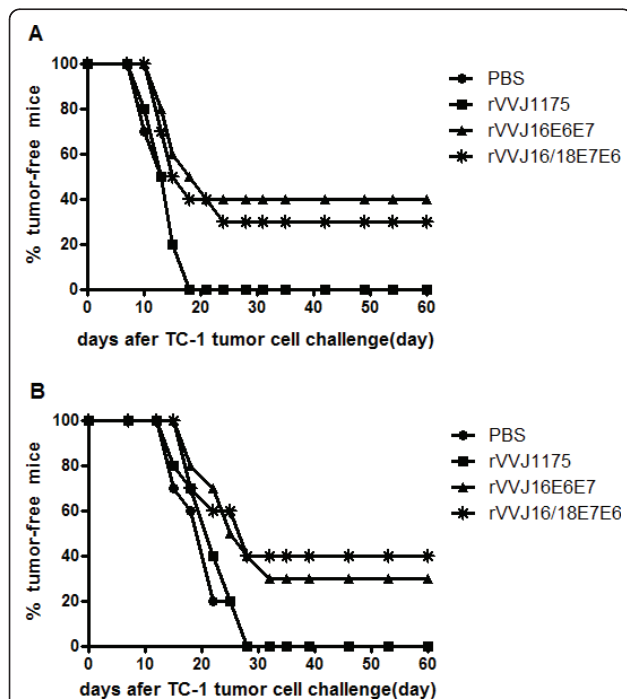 A
100
80
60
40
20
0
% tumor-free mice
0 10 20 30 40 50 60
days afer TC-1 tumor cell challenge(day)
PBS
rVVJ1175
rVVJ16E6E7
rVVJ16/18E7E6
B
100
80
60
40
20
0
% tumor-free mice
0 10 20 30 40 50 60
days afer TC-1 tumor cell challenge(day)
PBS
rVVJ1175
rVVJ16E6E7
rVVJ16/18E7E6